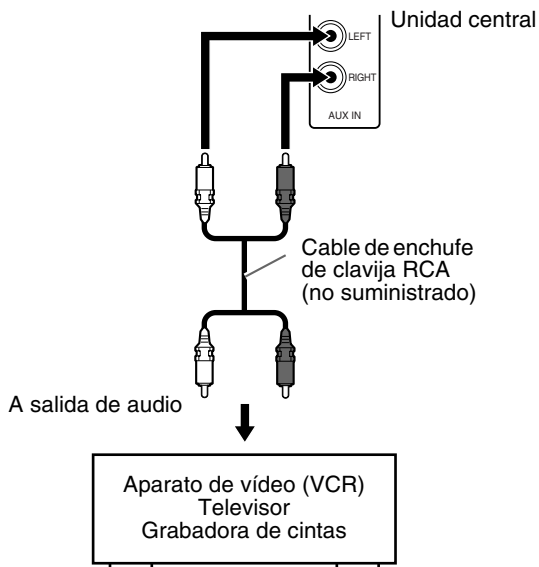 Unidad central
LEFT
RIGHT
AUX IN
Cable de enchufe
de clavija RCA
(no suministrado)
A salida de audio
Aparato de vídeo (VCR)
Televisor
Grabadora de cintas